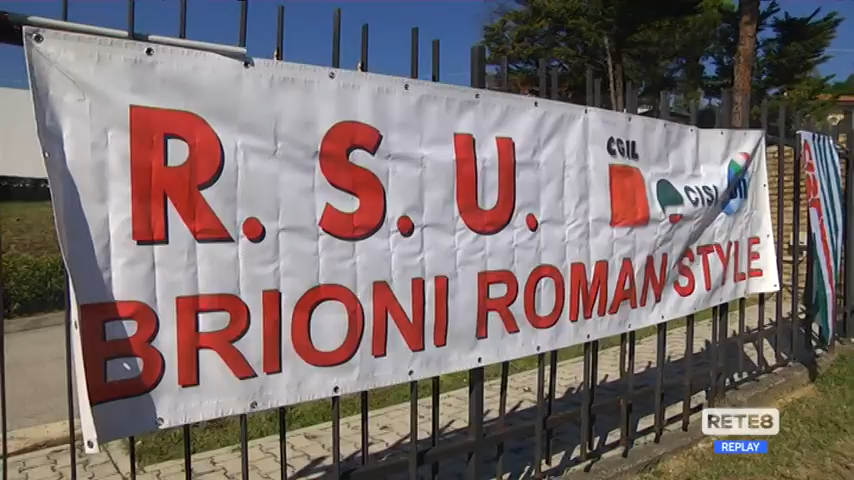 R.S.U.
CGIL
CISL
BRIONI ROMAN STYLE
RETE8
REPLAY